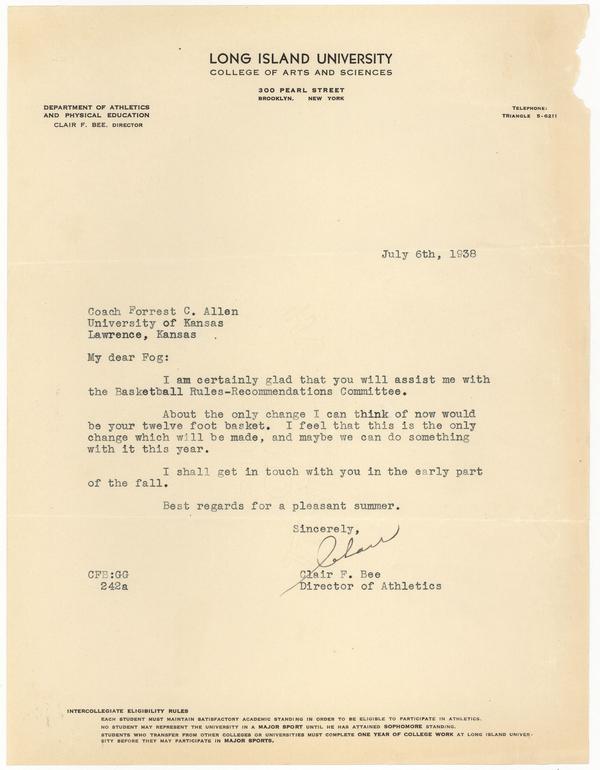 LONG ISLAND UNIVERSITY
COLLEGE OF ARTS AND SCIENCES
300 PEARL STREET
BROOKLYN, NEW YORK
DEPARTMENT OF ATHLETICS
AND PHYSICAL EDUCATION
CLAIR F. BEE, DIRECTOR
TELEPHONE:
TRIANGLE 5-6211
July 6th, 1938
Coach Forrest C. Allen
University of Kansas
Lawrence, Kansas .
My dear Fog:
I am certainly glad that you will assist me with
the Basketball Rules-Recommendations Committee.
About the only change I can think of now would
be your twelve foot basket. I feel that this is the only
change which will be made, and maybe we can do something
with it this year.
I shall get in touch with you in the early part
of the fall.
Best regards for a pleasant summer.
Sincerely,
Clair
CFB:GG
242a
Clair F. Bee
Director of Athletics
INTERCOLLEGIATE ELIGIBILITY RULES
EACH STUDENT MUST MAINTAIN SATISFACTORY ACADEMIC STANDING IN ORDER TO BE ELIGIBLE TO PARTICIPATE IN ATHLETICS.
NO STUDENT MAY REPRESENT THE UNIVERSITY IN A MAJOR SPORT UNTIL HE HAS ATTAINED SOPHOMORE STANDING.
STUDENTS WHO TRANSFER FROM OTHER COLLEGES OR UNIVERSITIES MUST COMPLETE ONE YEAR OF COLLEGE WORK AT LONG ISLAND UNIVER-
SITY BEFORE THEY MAY PARTICIPATE IN MAJOR SPORTS.